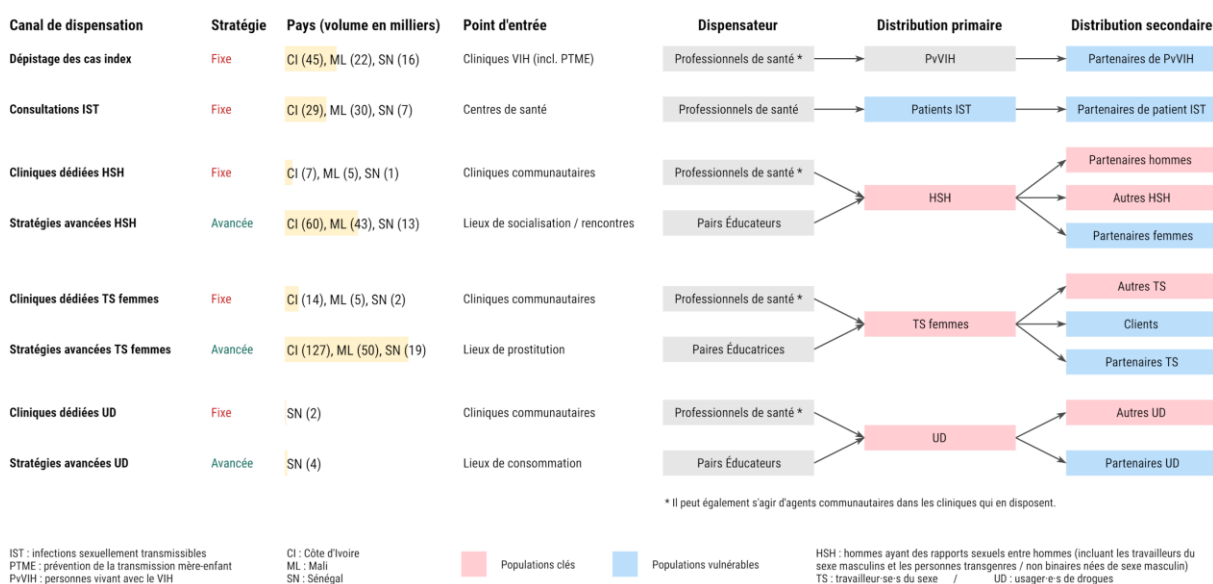 Canal de dispensation Stratégie Pays (volume en milliers) Point d'entrée Dispensateur Distribution primaire Distribution secondaire
Dépistage des cas index Fixe CI (45), ML (22), SN (16) Cliniques VIH (incl. PTME) Professionnels de santé * PvVIH Partenaires de PvVIH
Consultations IST Fixe CI (29), ML (30), SN (7) Centres de santé Professionnels de santé Patients IST Partenaires de patient IST
Partenaires hommes
Cliniques dédiées HSH Fixe CI (7), ML (5), SN (1) Cliniques communautaires Professionnels de santé *
HSH Autres HSH
Stratégies avancées HSH Avancée CI (60), ML (43), SN (13) Lieux de socialisation / rencontres Pairs Éducateurs
Partenaires femmes
Autres TS
Cliniques dédiées TS femmes Fixe CI (14), ML (5), SN (2) Cliniques communautaires Professionnels de santé *
TS femmes Clients
Stratégies avancées TS femmes Avancée CI (127), ML (50), SN (19) Lieux de prostitution Paires Éducatrices
Partenaires TS
Cliniques dédiées UD Fixe SN (2) Cliniques communautaires Professionnels de santé * Autres UD
UD
Stratégies avancées UD Avancée SN (4) Lieux de consommation Pairs Éducateurs Partenaires UD
* Il peut également s'agir d'agents communautaires dans les cliniques qui en disposent.
IST : infections sexuellement transmissibles
PTME : prévention de la transmission mère-enfant
PvVIH : personnes vivant avec le VIH
CI : Côte d'Ivoire
ML : Mali
SN : Sénégal
Populations clés
Populations vulnérables
HSH : hommes ayant des rapports sexuels entre hommes (incluant les travailleurs du
sexe masculins et les personnes transgenres / non binaires nées de sexe masculin)
TS : travailleur·se·s du sexe / UD : usager·e·s de drogues